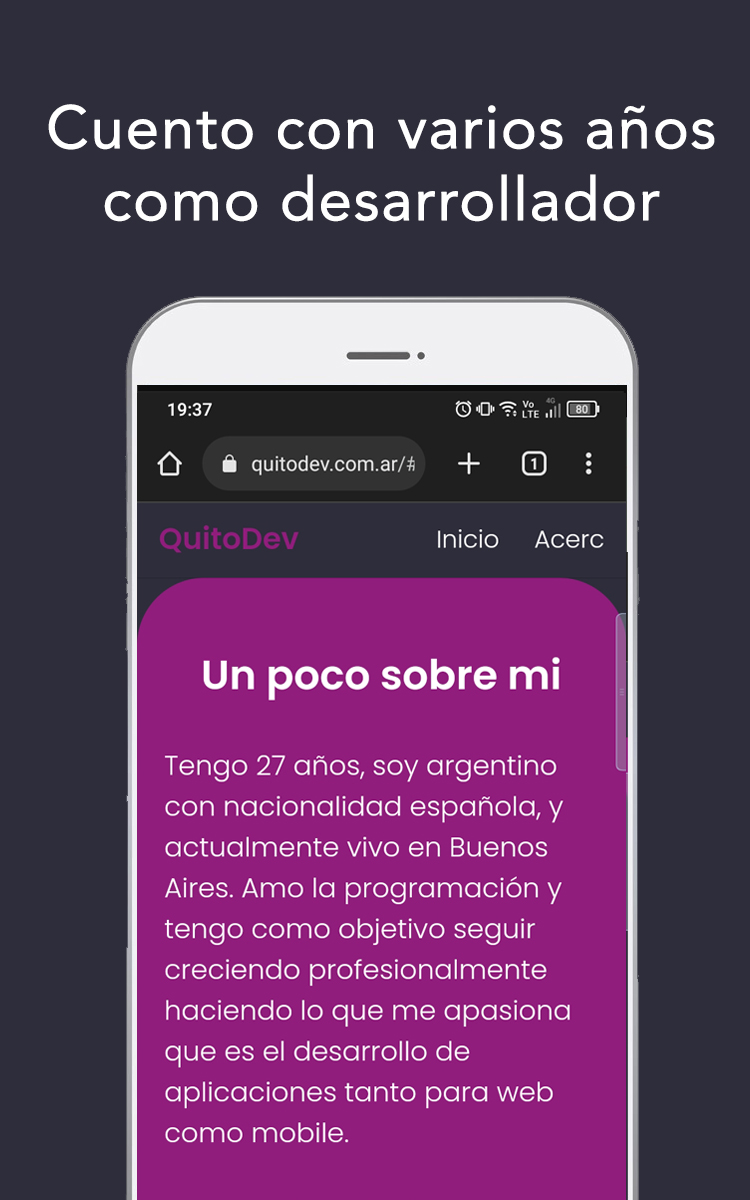 Cuento con varios años
como desarrollador
19:37
Vo
LTE
4G
80
quitodev.com.ar/#
1
QuitoDev
Inicio
Acerc
Un poco sobre mi
Tengo 27 años, soy argentino
con nacionalidad española, y
actualmente vivo en Buenos
Aires. Amo la programación y
tengo como objetivo seguir
creciendo profesionalmente
haciendo lo que me apasiona
que es el desarrollo de
aplicaciones tanto para web
como mobile.